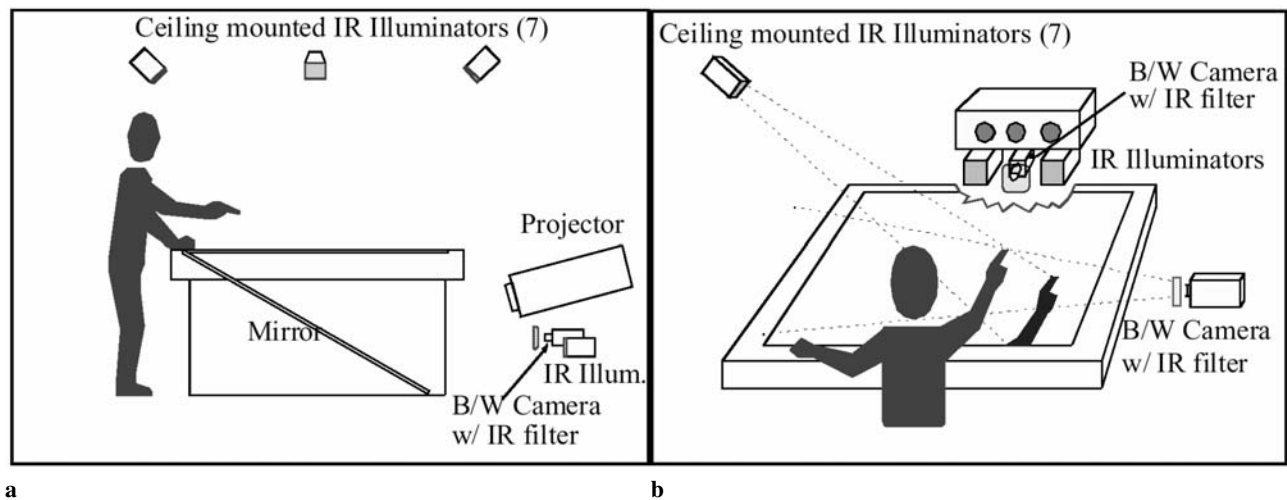 Ceiling mounted IR Illuminators (7)
Projector
Mirror
IR Illum.
B/W Camera
w/ IR filter
a
Ceiling mounted IR Illuminators (7)
B/W Camera
w/ IR filter
IR Illuminators
B/W Camera
w/ IR filter
b